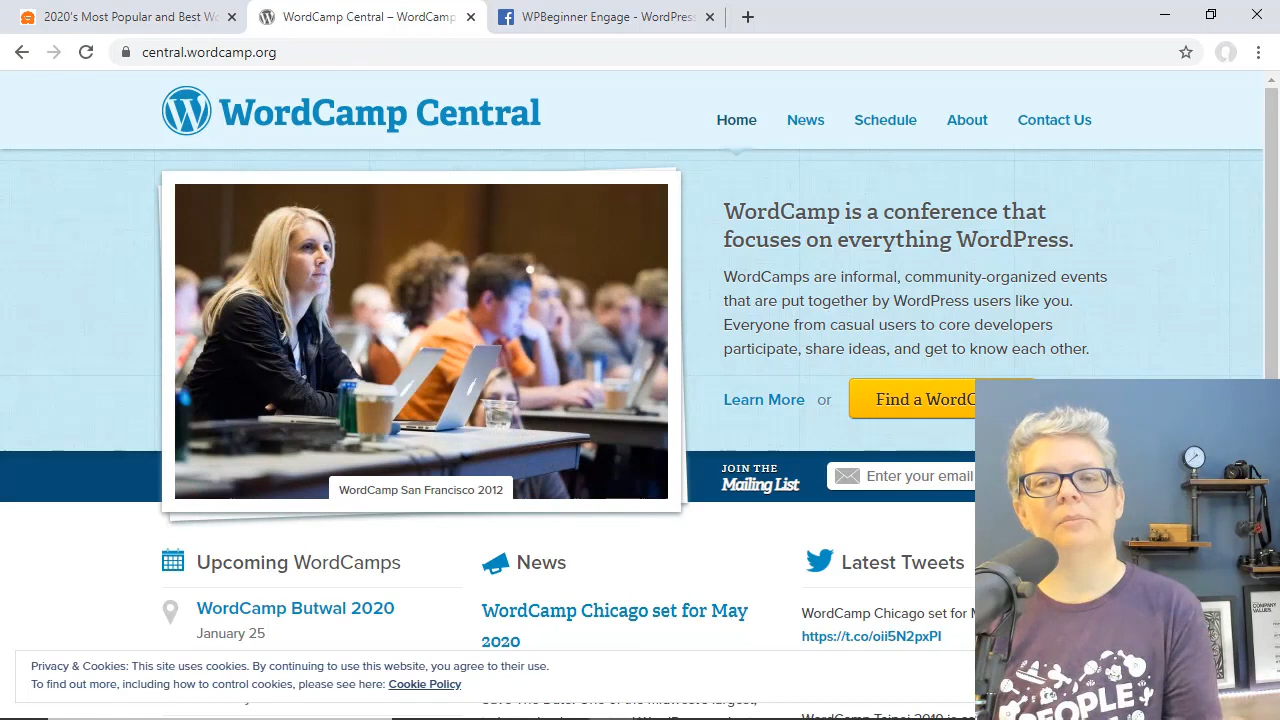 2020's Most Popular and Best Wo
WordCamp Central – WordCamp
WPBeginner Engage - WordPress
central.wordcamp.org
WordCamp Central
Home
News
Schedule
About
Contact Us
WordCamp is a conference that
focuses on everything WordPress.
WordCamps are informal, community-organized events
that are put together by WordPress users like you.
Everyone from casual users to core developers
participate, share ideas, and get to know each other.
Learn More or
Find a WordC
WordCamp San Francisco 2012
JOIN THE
Mailing List
Enter your email
Upcoming WordCamps
WordCamp Butwal 2020
January 25
News
WordCamp Chicago set for May
2020
Latest Tweets
WordCamp Chicago set for M
https://t.co/oii5N2pxPI
Privacy & Cookies: This site uses cookies. By continuing to use this website, you agree to their use.
To find out more, including how to control cookies, please see here: Cookie Policy
COMPANY
VALUES
PEOPLE